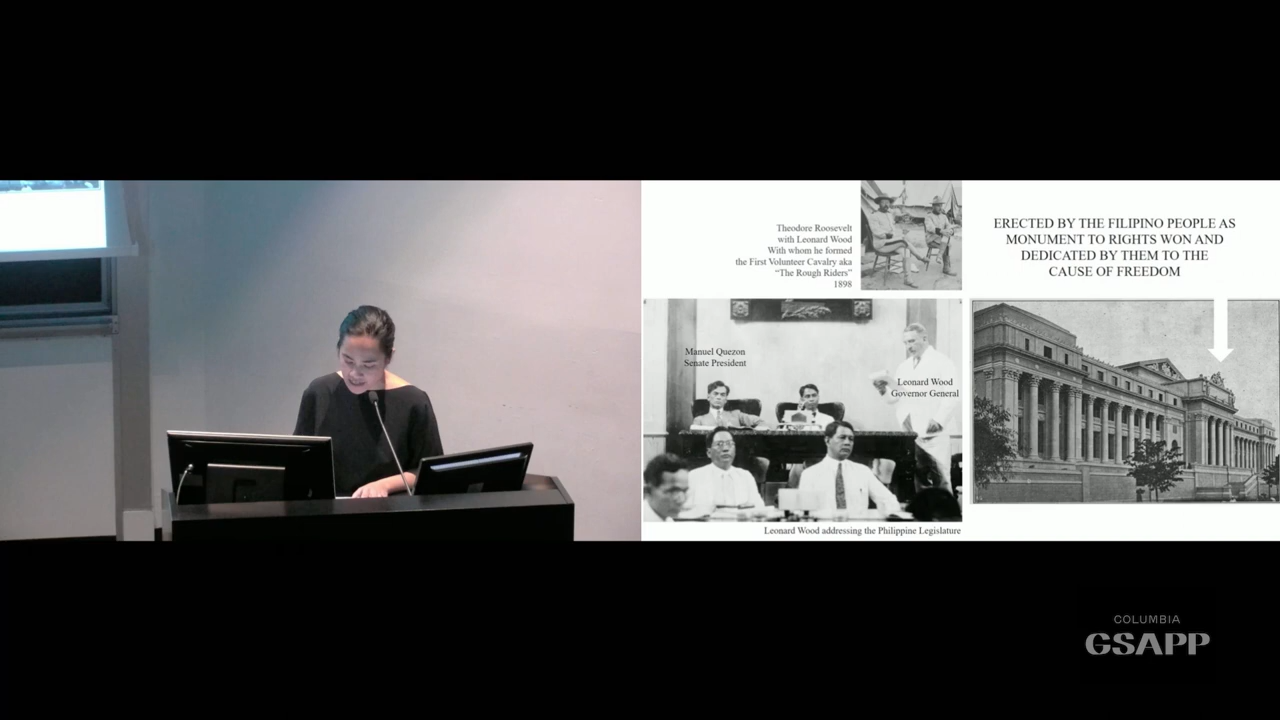 Theodore Roosevelt
with Leonard Wood
With whom he formed
the First Volunteer Cavalry aka
“The Rough Riders”
1898
ERECTED BY THE FILIPINO PEOPLE AS
MONUMENT TO RIGHTS WON AND
DEDICATED BY THEM TO THE
CAUSE OF FREEDOM
Manuel Quezon
Senate President
Leonard Wood
Governor General
Leonard Wood addressing the Philippine Legislature
COLUMBIA
GSAPP